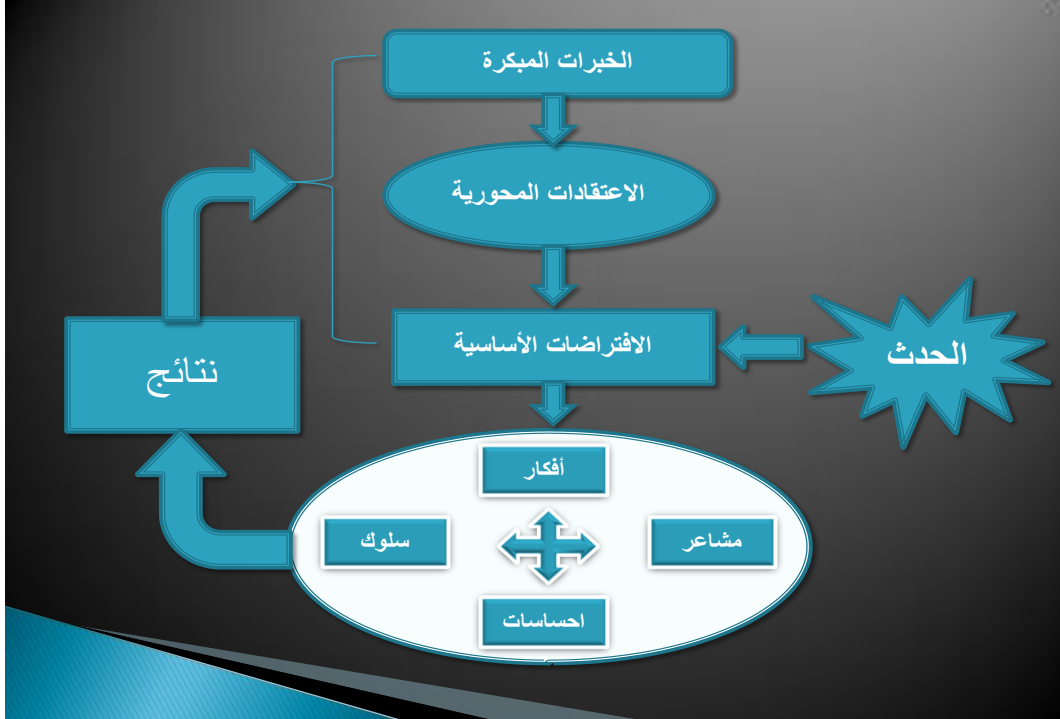 الخبرات المبكرة
الاعتقادات المحورية
الافتراضات الأساسية
الحدث
نتائج
أفكار
مشاعر
سلوك
احساسات